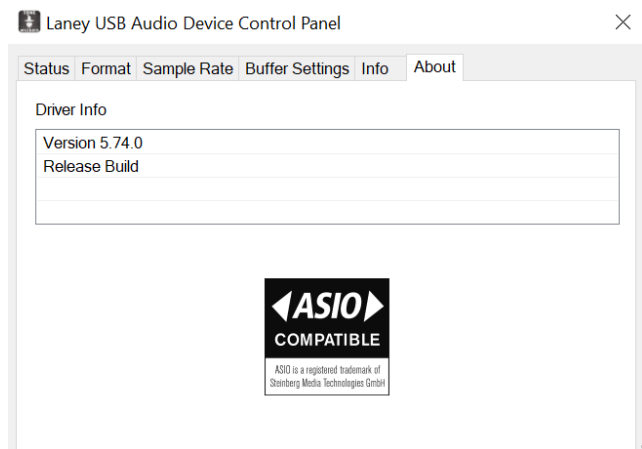 Laney USB Audio Device Control Panel
Status Format Sample Rate Buffer Settings Info About
Driver Info
Version 5.74.0
Release Build
ASIO
COMPATIBLE
ASIO is a registered trademark of
Steinberg Media Technologies GmbH